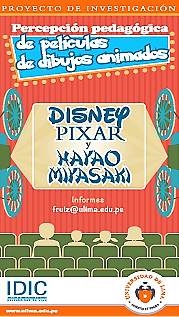 PROYECTO DE INVESTIGACIÓN
Percepción pedagógica
de películas
de dibujos animados
DISNEY
PIXAR
y
HAYAO
MIYASAKI
Informes
fruiz@ulima.edu.pe
IDIC
UNIVERSIDAD DE LIMA
www.ulima.edu.pe